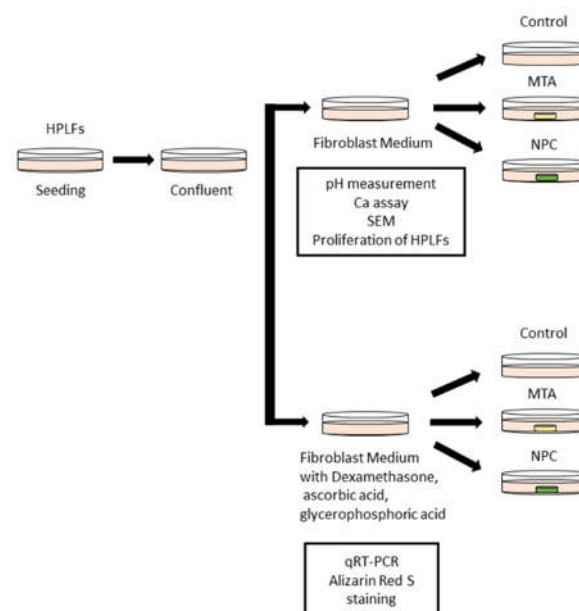 HPLFs
Seeding
Confluent
Fibroblast Medium
pH measurement
Ca assay
SEM
Proliferation of HPLFs
Control
MTA
NPC
Fibroblast Medium
with Dexamethasone,
ascorbic acid,
glycerophosphoric acid
qRT-PCR
Alizarin Red S
staining
Control
MTA
NPC